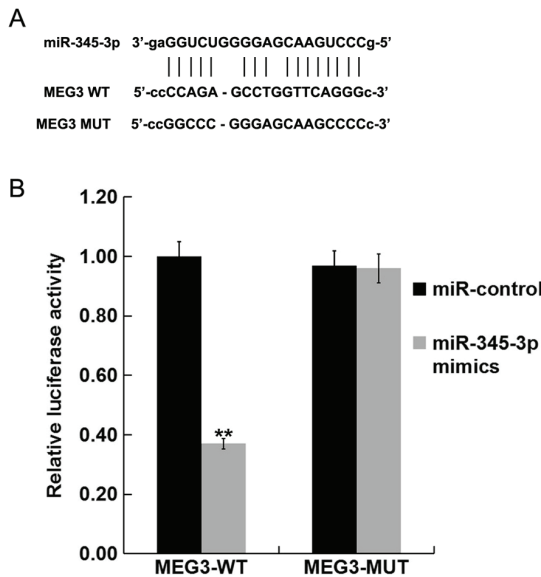 A
miR-345-3p 3'-gaGGUCUGGGGAGCAAGUCCCg-5'
MEG3 WT 5'-ccCCAGA - GCCTGGTTCAGGGc-3'
MEG3 MUT 5'-ccGGCCC - GGGAGCAAGCCCCc-3'
B
Relative luciferase activity
1.20
1.00
0.80
0.60
0.40
0.20
0.00
**
MEG3-WT
MEG3-MUT
miR-control
miR-345-3p
mimics